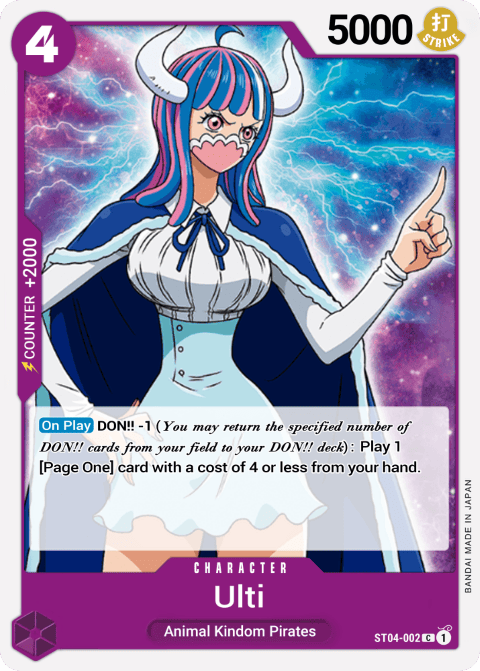 4
5000
打
STRIKE
COUNTER +2000
On Play DON!! -1 (You may return the specified number of
DON!! cards from your field to your DON!! deck): Play 1
[Page One] card with a cost of 4 or less from your hand.
BANDAI MADE IN JAPAN
CHARACTER
Ulti
Animal Kindom Pirates
ST04-002 C 1